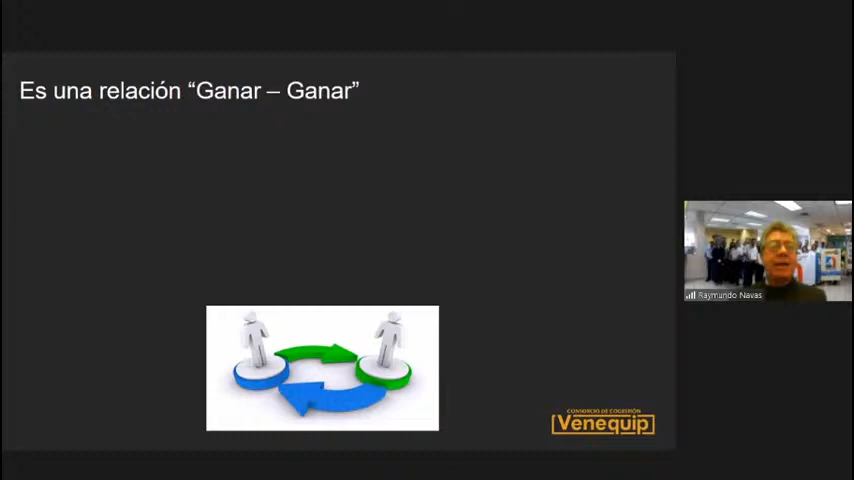 Es una relación “Ganar – Ganar”
Raymundo Navas
CONSORCIO DE COGESTIÓN
Venequip